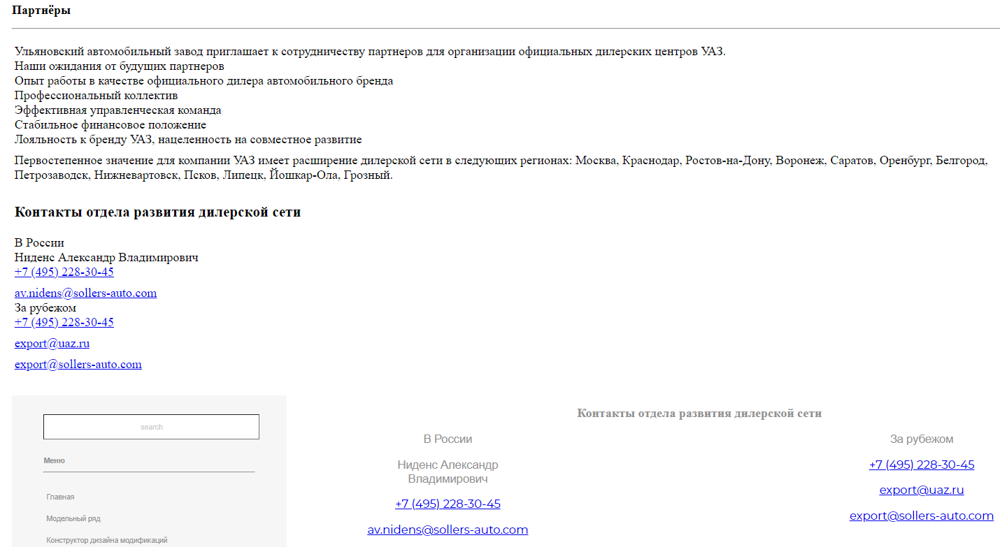 Партнёры
Ульяновский автомобильный завод приглашает к сотрудничеству партнеров для организации официальных дилерских центров УАЗ.
Наши ожидания от будущих партнеров
Опыт работы в качестве официального дилера автомобильного бренда
Профессиональный коллектив
Эффективная управленческая команда
Стабильное финансовое положение
Лояльность к бренду УАЗ, нацеленность на совместное развитие
Первостепенное значение для компании УАЗ имеет расширение дилерской сети в следующих регионах: Москва, Краснодар, Ростов-на-Дону, Воронеж, Саратов, Оренбург, Белгород,
Петрозаводск, Нижневартовск, Псков, Липецк, Йошкар-Ола, Грозный.
Контакты отдела развития дилерской сети
В России
Ниденс Александр Владимирович
+7 (495) 228-30-45
av.nidens@sollers-auto.com
За рубежом
+7 (495) 228-30-45
export@uaz.ru
export@sollers-auto.com
search
Меню
Главная
Модельный ряд
Конструктор дизайна модификаций
Контакты отдела развития дилерской сети
В России
Ниденс Александр
Владимирович
+7 (495) 228-30-45
av.nidens@sollers-auto.com
За рубежом
+7 (495) 228-30-45
export@uaz.ru
export@sollers-auto.com